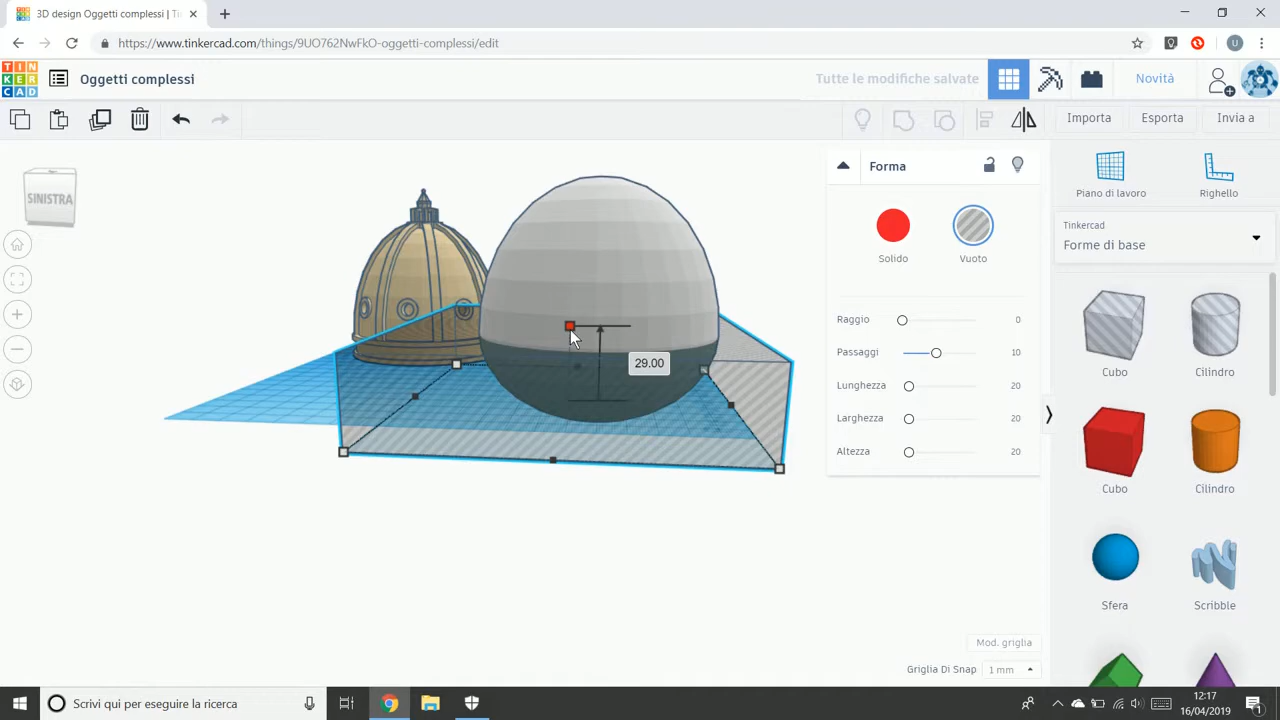 3D design Oggetti complessi | Ti
https://www.tinkercad.com/things/9UO762NwFkO-oggetti-complessi/edit
U
TIN
KER
CAD
Oggetti complessi
Tutte le modifiche salvate
Novità
Importa
Esporta
Invia a
SINISTRA
Forma
Solido
Vuoto
Raggio
0
Passaggi
10
Lunghezza
20
Larghezza
20
Altezza
20
29.00
Piano di lavoro
Righello
Tinkercad
Forme di base
Cubo
Cilindro
Cubo
Cilindro
Sfera
Scribble
Mod. griglia
Griglia Di Snap
1 mm
Scrivi qui per eseguire la ricerca
12:17
16/04/2019
1